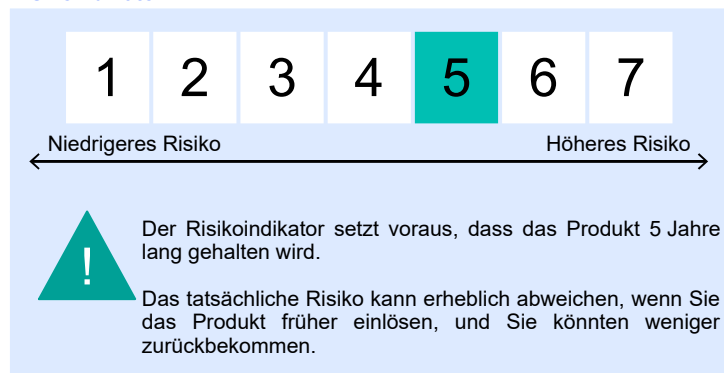 1 2 3 4 5 6 7
Niedrigeres Risiko Höheres Risiko
!
Der Risikoindikator setzt voraus, dass das Produkt 5 Jahre
lang gehalten wird.
Das tatsächliche Risiko kann erheblich abweichen, wenn Sie
das Produkt früher einlösen, und Sie könnten weniger
zurückbekommen.